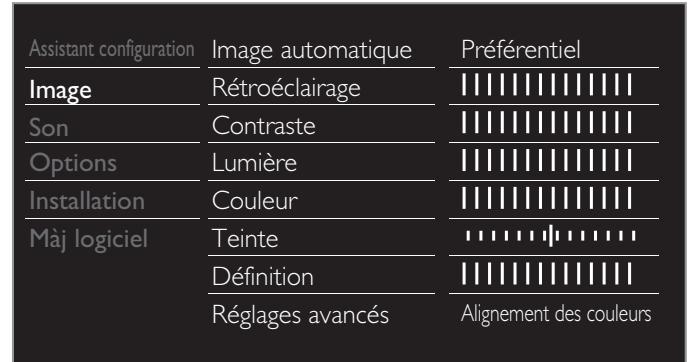 Assistant configuration Image automatique Préférentiel
Image Rétroéclairage
Son Contraste
Options Lumière
Installation Couleur
Màj logiciel Teinte
Définition
Réglages avancés Alignement des couleurs